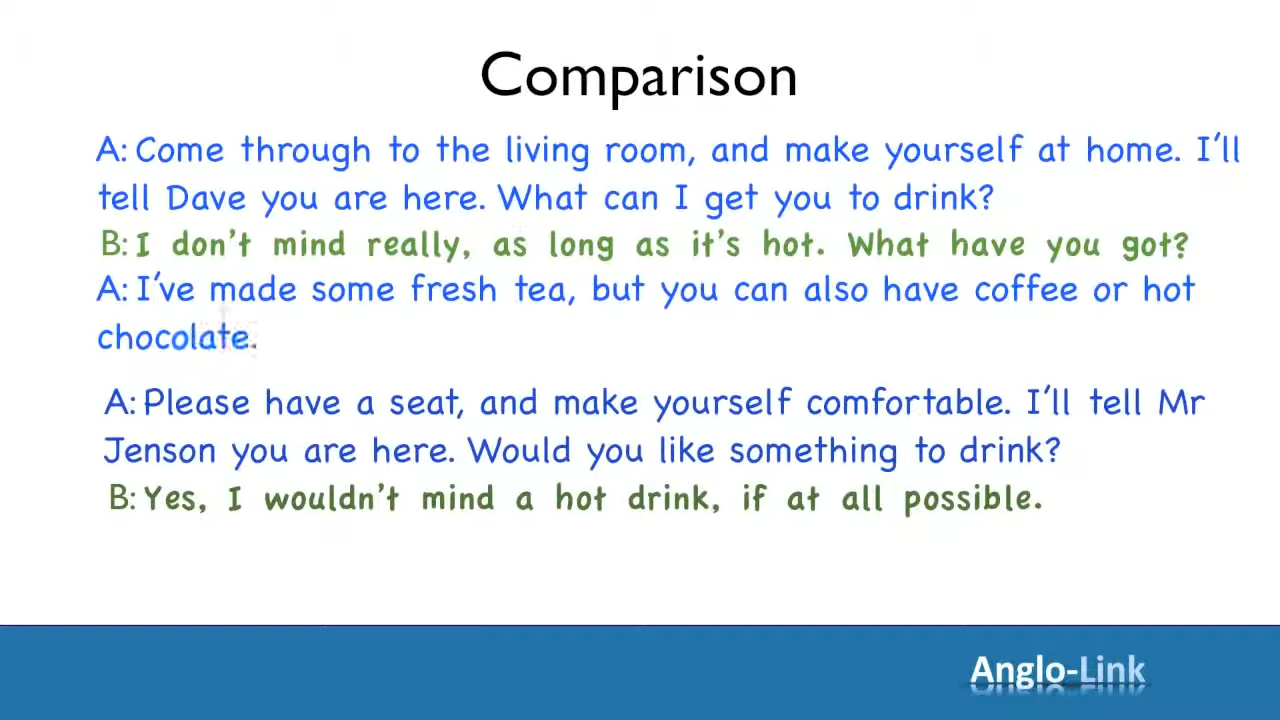 Comparison
A: Come through to the living room, and make yourself at home. I'll
tell Dave you are here. What can I get you to drink?
B: I don't mind really, as long as it's hot. What have you got?
A: I've made some fresh tea, but you can also have coffee or hot
chocolate.
A: Please have a seat, and make yourself comfortable. I'll tell Mr
Jenson you are here. Would you like something to drink?
B: Yes, I wouldn't mind a hot drink, if at all possible.
Anglo-Link